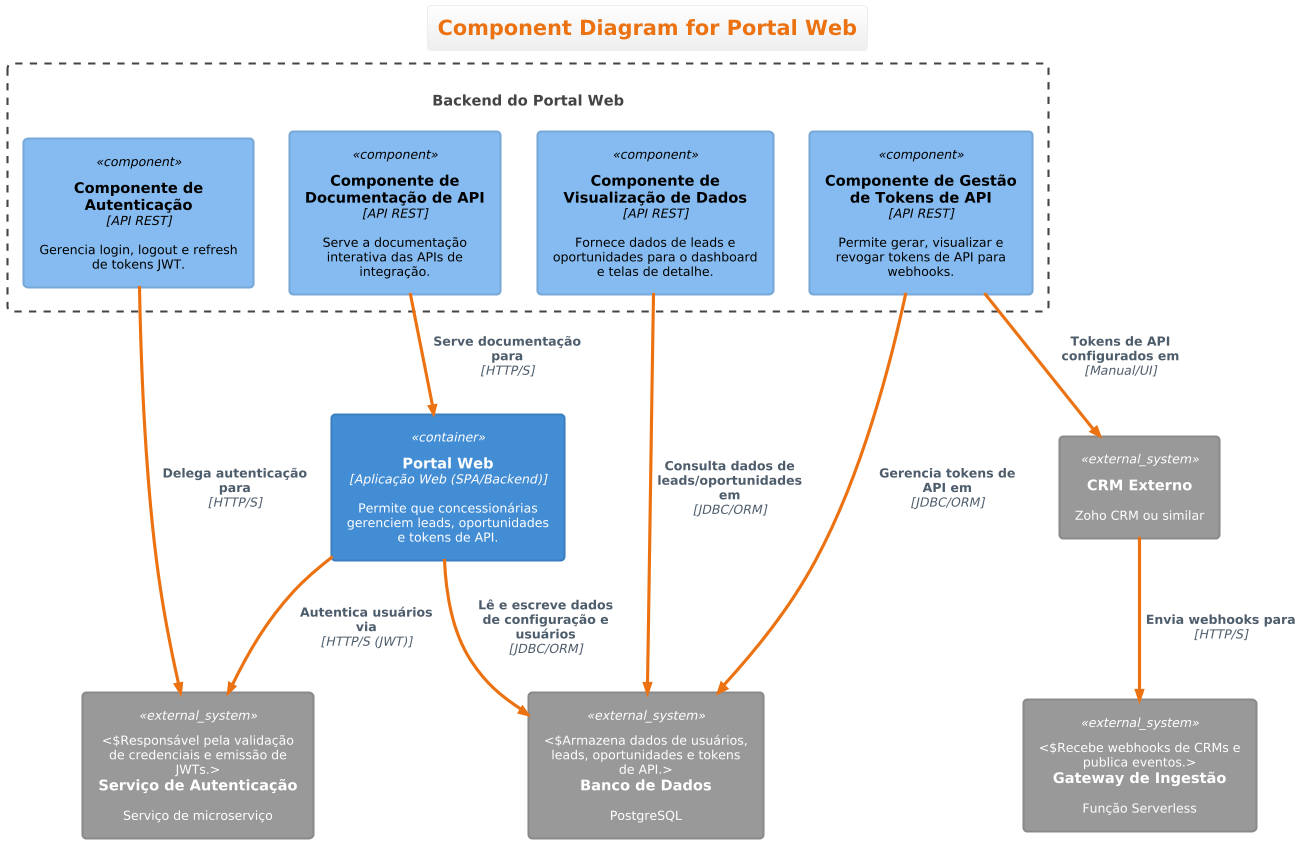 Component Diagram for Portal Web
Backend do Portal Web
«component»
Componente de
Autenticação
[API REST]
Gerencia login, logout e refresh
de tokens JWT.
«component»
Componente de
Documentação de API
[API REST]
Serve a documentação
interativa das APIs de
integração.
«component»
Componente de
Visualização de Dados
[API REST]
Fornece dados de leads e
oportunidades para o dashboard
e telas de detalhe.
«component»
Componente de Gestão
de Tokens de API
[API REST]
Permite gerar, visualizar e
revogar tokens de API para
webhooks.
Serve documentação
para
[HTTP/S]
Tokens de API
configurados em
[Manual/UI]
«container»
Portal Web
[Aplicação Web (SPA/Backend)]
Permite que concessionárias
gerenciem leads, oportunidades
e tokens de API.
Delega autenticação
para
[HTTP/S]
Consulta dados de
leads/oportunidades
em
[JDBC/ORM]
Gerencia tokens de
API em
[JDBC/ORM]
«external_system»
CRM Externo
Zoho CRM ou similar
Autentica usuários
via
[HTTP/S (JWT)]
Lê e escreve dados
de configuração e
usuários
[JDBC/ORM]
Envia webhooks para
[HTTP/S]
«external_system»
<$Responsável pela validação
de credenciais e emissão de
JWTs.>
Serviço de Autenticação
Serviço de microserviço
«external_system»
<$Armazena dados de usuários,
leads, oportunidades e tokens
de API.>
Banco de Dados
PostgreSQL
«external_system»
<$Recebe webhooks de CRMs e
publica eventos.>
Gateway de Ingestão
Função Serverless